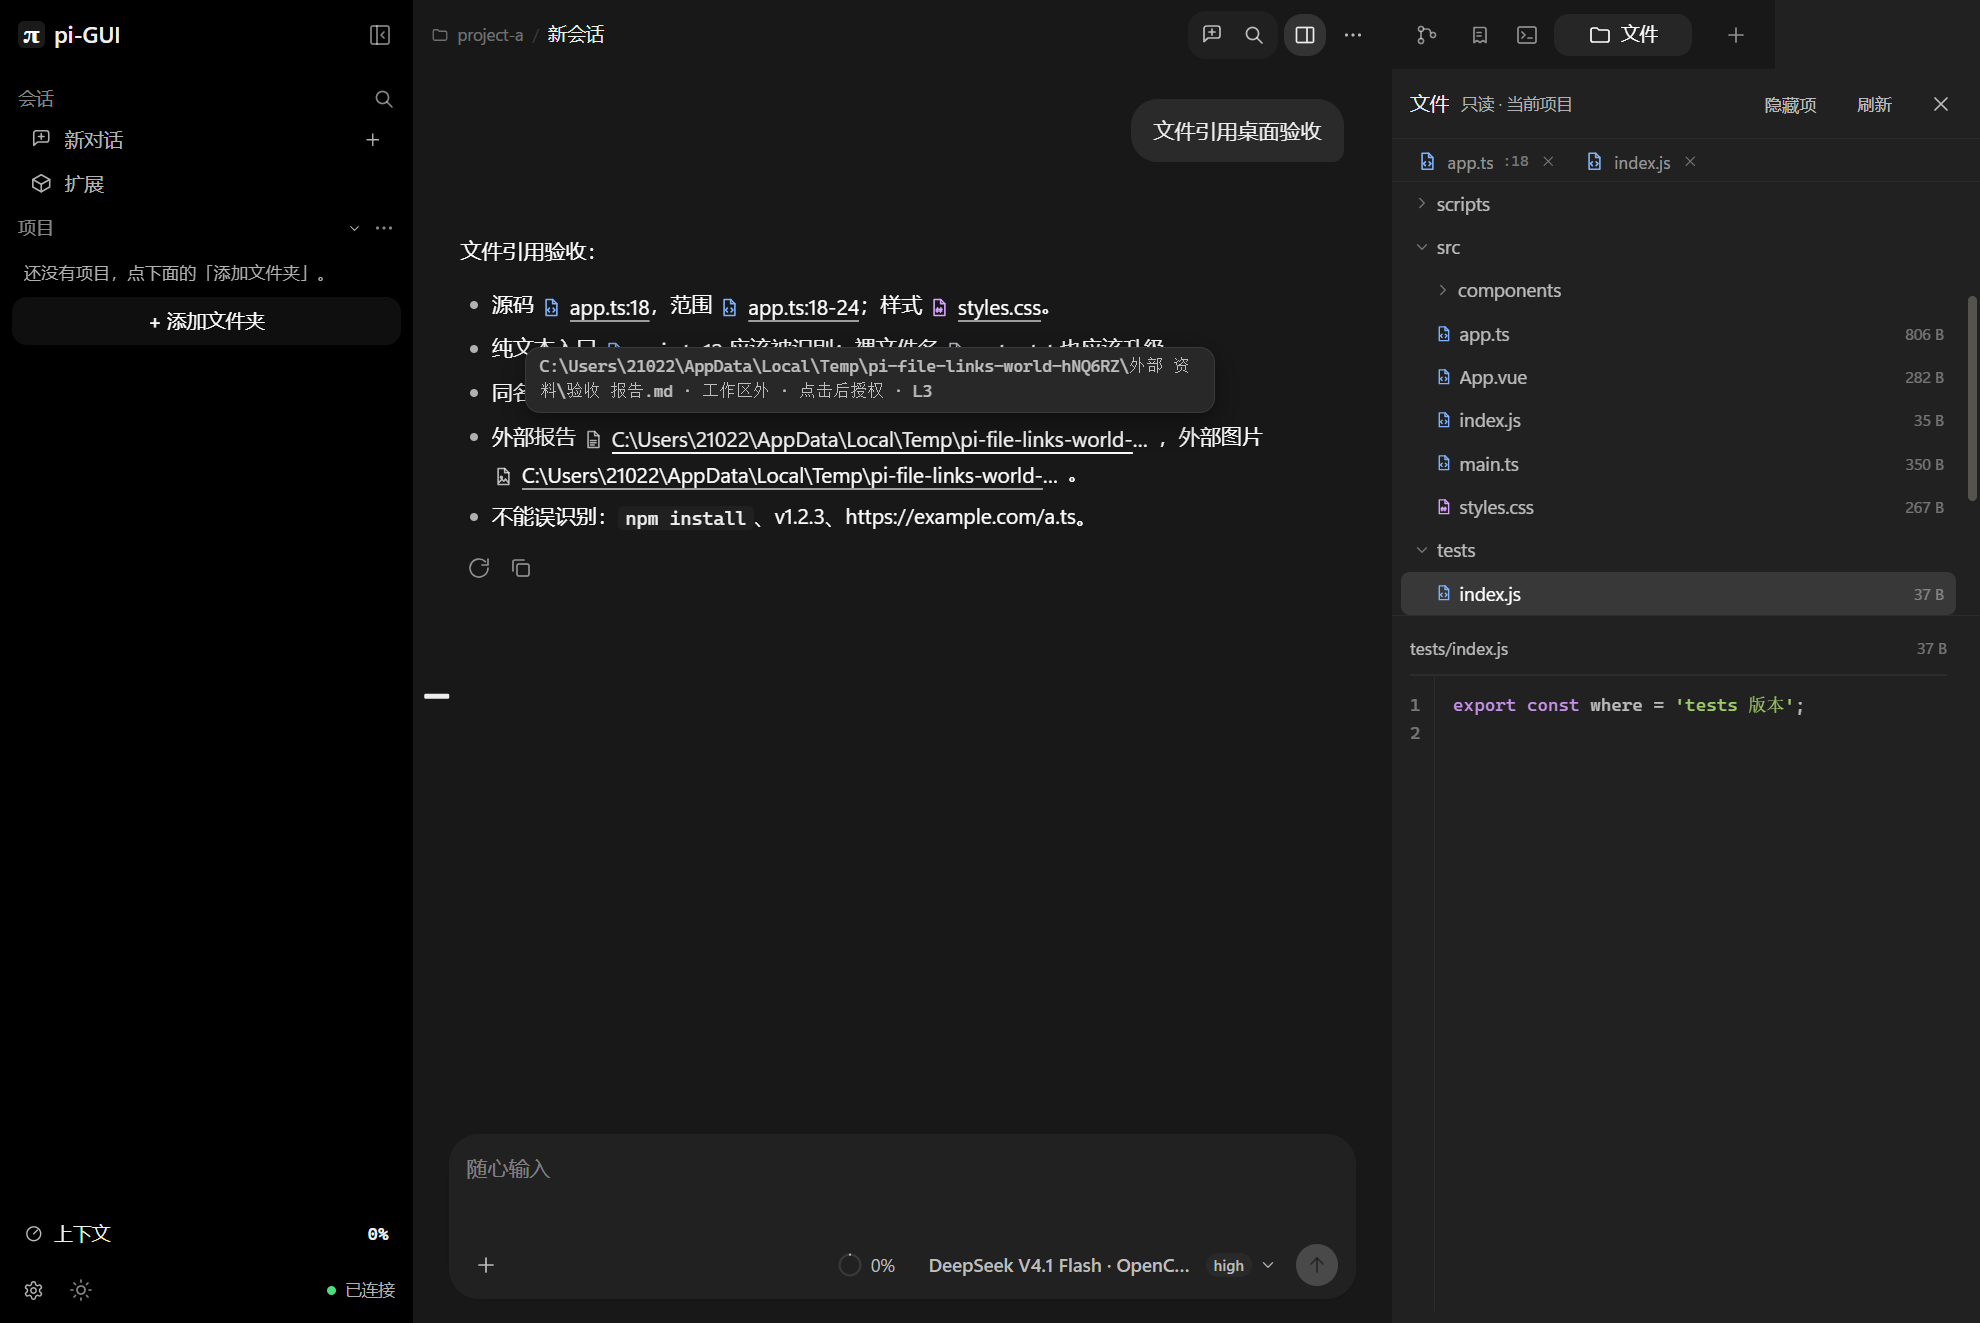 π pi-GUI
会话
新对话
扩展
项目
还没有项目，点下面的「添加文件夹」。
+ 添加文件夹
上下文 0%
已连接
project-a / 新会话
文件引用桌面验收
文件引用验收：
源码 app.ts:18，范围 app.ts:18-24；样式 styles.css。
纯文本入口
C:\Users\21022\AppData\Local\Temp\pi-file-links-world-hNQ6RZ\外部 资
料\验收 报告.md · 工作区外 · 点击后授权 · L3
同名
外部报告 C:\Users\21022\AppData\Local\Temp\pi-file-links-world-... ，外部图片
C:\Users\21022\AppData\Local\Temp\pi-file-links-world-... 。
不能误识别： npm install 、v1.2.3、https://example.com/a.ts。
随心输入
0% DeepSeek V4.1 Flash · OpenC... high
文件
文件 只读 · 当前项目 隐藏项 刷新
app.ts :18 index.js
scripts
src
components
app.ts 806 B
App.vue 282 B
index.js 35 B
main.ts 350 B
styles.css 267 B
tests
index.js 37 B
tests/index.js 37 B
1 export const where = 'tests 版本';
2